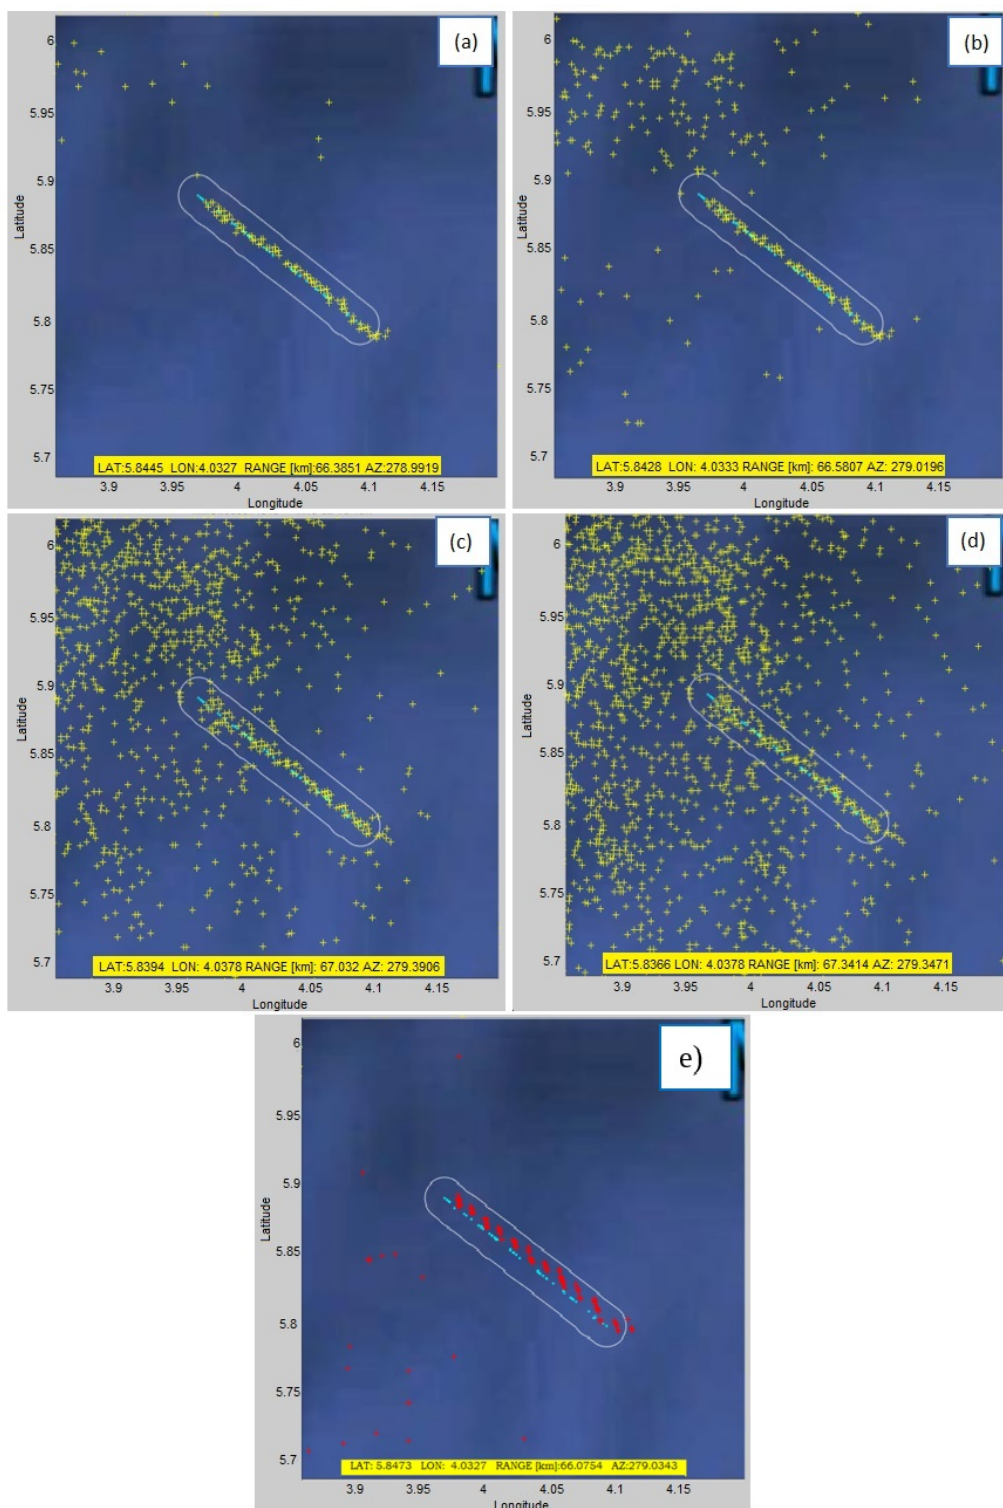 (a)
6
5.95
5.9
5.85
5.8
5.75
5.7
Latitude
LAT:5.8445 LON:4.0327 RANGE [km]:66.3851 AZ:278.9919
3.9 3.95 4 4.05 4.1 4.15
Longitude
(b)
6
5.95
5.9
5.85
5.8
5.75
5.7
Latitude
LAT:5.8428 LON: 4.0333 RANGE [km]: 66.5807 AZ: 279.0196
3.9 3.95 4 4.05 4.1 4.15
Longitude
(c)
6
5.95
5.9
5.85
5.8
5.75
5.7
Latitude
LAT:5.8394 LON: 4.0378 RANGE [km]: 67.032 AZ: 279.3906
3.9 3.95 4 4.05 4.1 4.15
Longitude
(d)
6
5.95
5.9
5.85
5.8
5.75
5.7
Latitude
LAT:5.8366 LON: 4.0378 RANGE [km]: 67.3414 AZ: 279.3471
3.9 3.95 4 4.05 4.1 4.15
Longitude
e)
6
5.95
5.9
5.85
5.8
5.75
5.7
Latitude
LAT: 5.8473 LON: 4.0327 RANGE [km]:66.0754 AZ:279.0343
3.9 3.95 4 4.05 4.1 4.15
Longitude